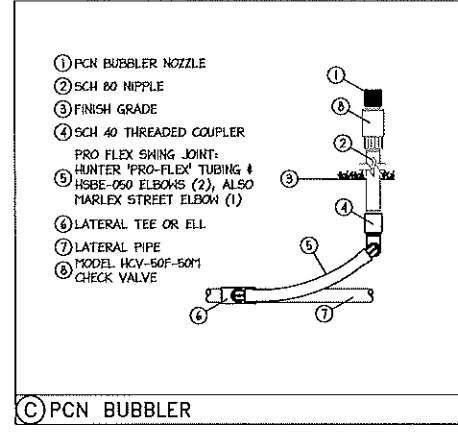 ① PCN BUBBLER NOZZLE
② SCH 80 NIPPLE
③ FINISH GRADE
④ SCH 40 THREADED COUPLER
PRO FLEX SWING JOINT:
⑤ HUNTER 'PRO-FLEX' TUBING &
HSBE-050 ELBOWS (2), ALSO
MARLEX STREET ELBOW (1)
⑥ LATERAL TEE OR ELL
⑦ LATERAL PIPE
⑧ MODEL HCV-50F-50M
CHECK VALVE
①
⑧
②
③
④
⑤
⑥
⑦
Ⓒ PCN BUBBLER